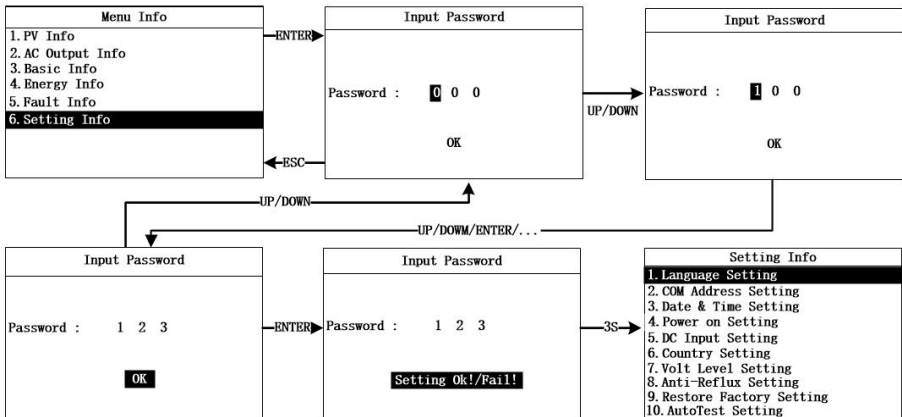 Menu Info
1. PV Info
2. AC Output Info
3. Basic Info
4. Energy Info
5. Fault Info
6. Setting Info
ENTER
ESC
Input Password
Password : 0 0 0
OK
UP/DOWN
Input Password
Password : 1 0 0
OK
UP/DOWN
UP/DOWM/ENTER/...
Input Password
Password : 1 2 3
OK
ENTER
Input Password
Password : 1 2 3
Setting Ok!/Fail!
3S
Setting Info
1. Language Setting
2. COM Address Setting
3. Date & Time Setting
4. Power on Setting
5. DC Input Setting
6. Country Setting
7. Volt Level Setting
8. Anti-Reflux Setting
9. Restore Factory Setting
10. AutoTest Setting